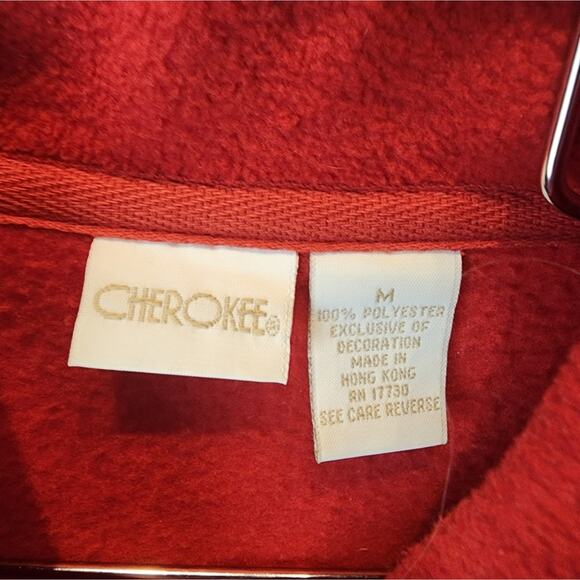 CHEROKEE®
M
100% POLYESTER
EXCLUSIVE OF
DECORATION
MADE IN
HONG KONG
RN 17730
SEE CARE REVERSE